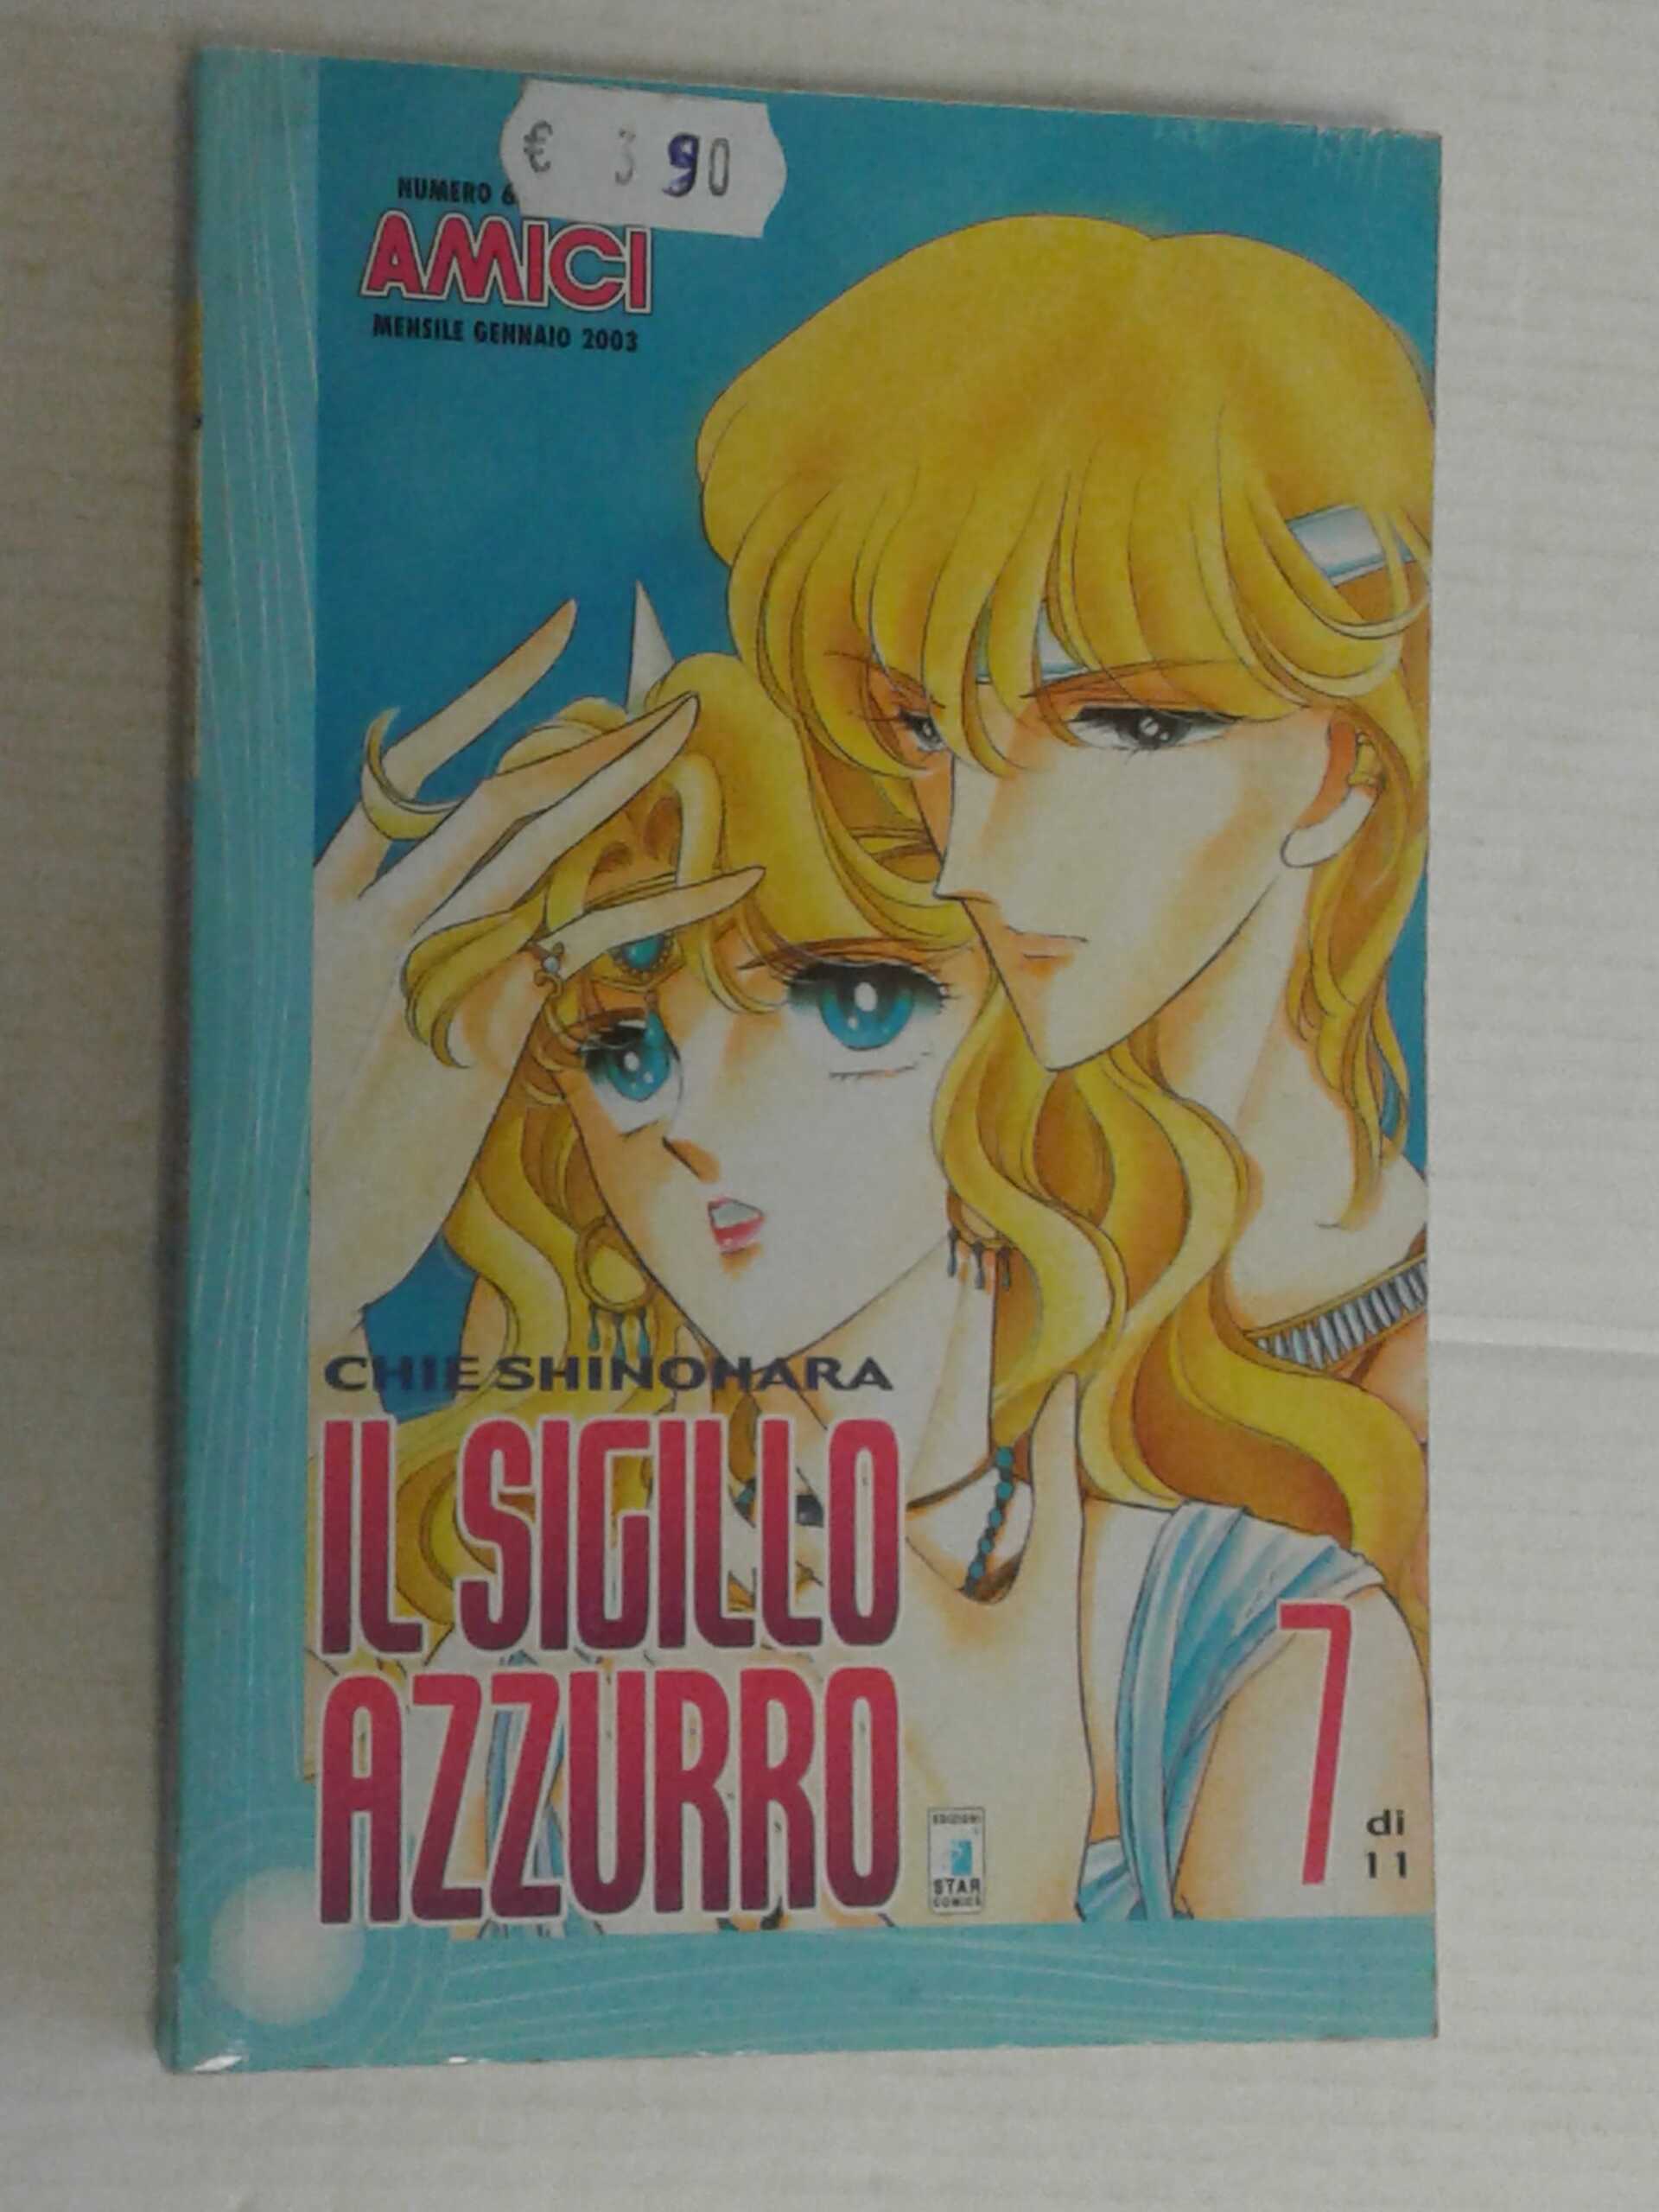 € 3 90
NUMERO 6
AMICI
MENSILE GENNAIO 2003
CHIE SHINOHARA
IL SIGILLO
AZZURRO
7
di
11
EDIZIONI
STAR
COMICS